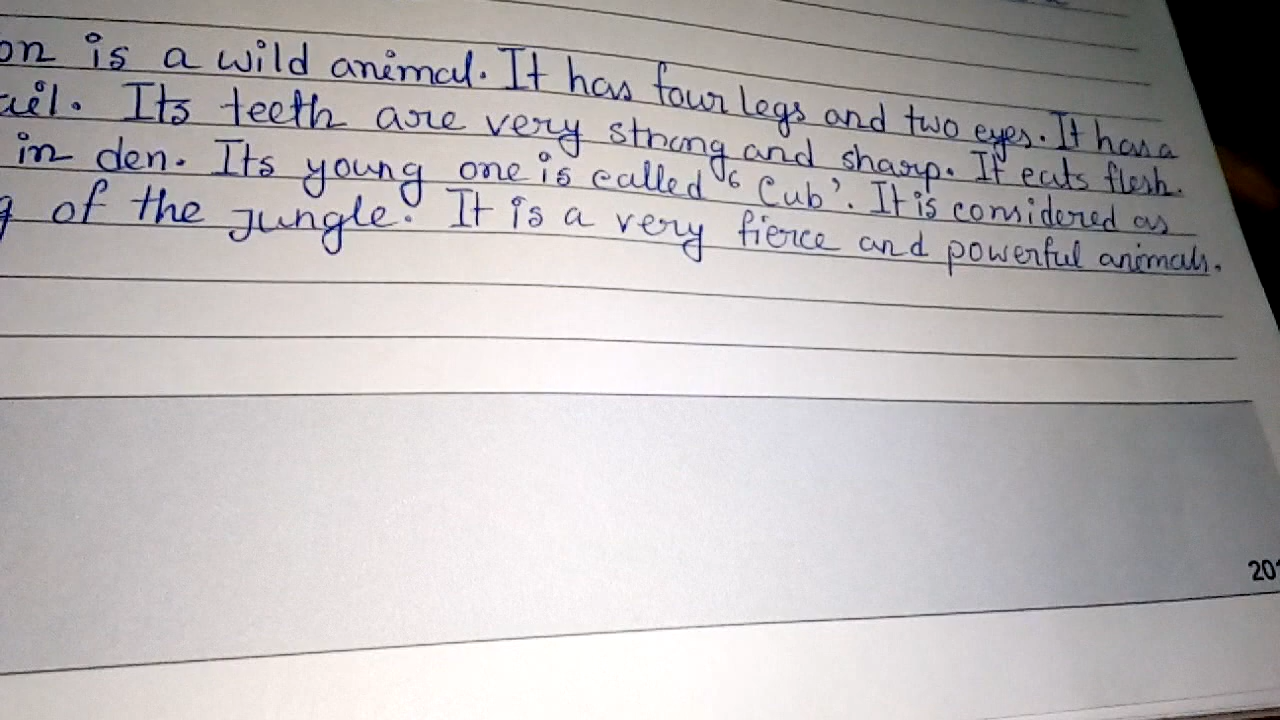 on is a wild animal. It has four legs and two eyes. It has a
ail. Its teeth are very strong and sharp. It eats flesh.
in den. Its young one is called ‘Cub’. It is considered as
g of the jungle. It is a very fierce and powerful animals.
20